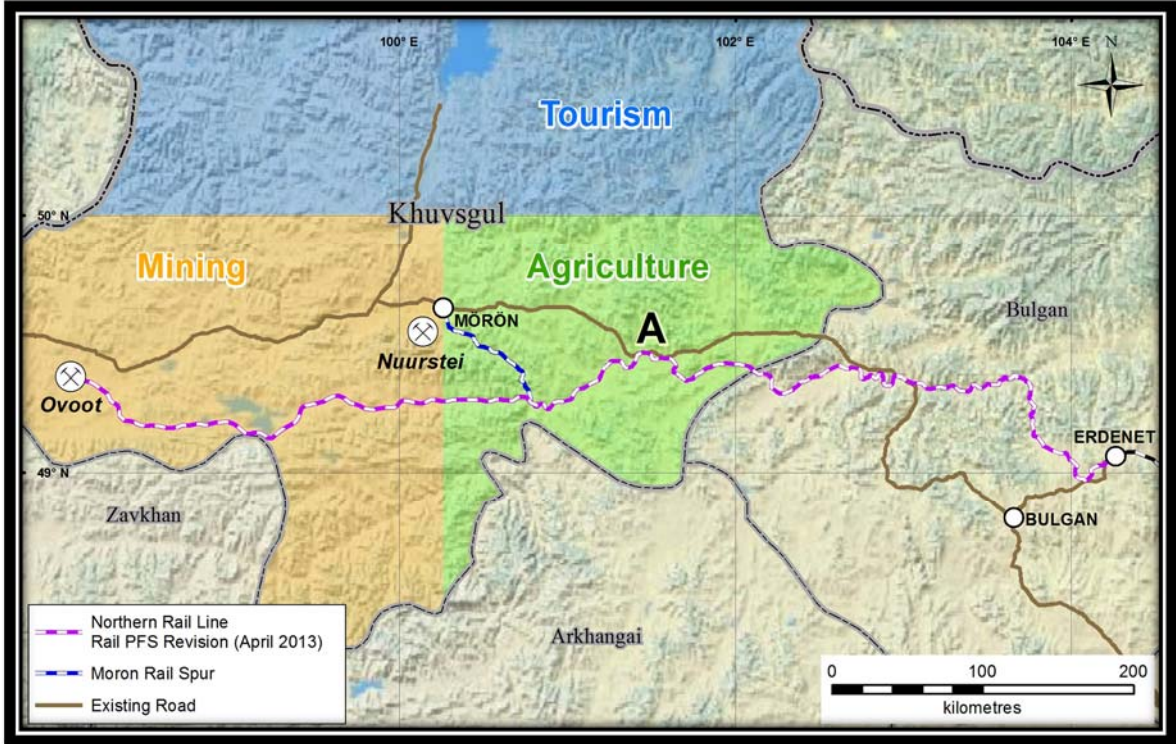 100° E
102° E
104° E
N
Tourism
50° N
Khuvsgul
Mining
Agriculture
Bulgan
MÖRÖN
A
Nuurstei
Ovoot
ERDENET
49° N
Zavkhan
BULGAN
Northern Rail Line
Rail PFS Revision (April 2013)
Moron Rail Spur
Existing Road
Arkhangai
0 100 200
kilometres